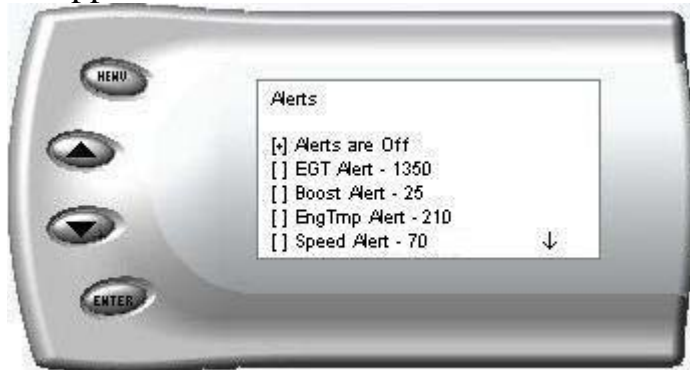 MENU
Alerts
[+] Alerts are Off
[ ] EGT Alert - 1350
[ ] Boost Alert - 25
[ ] EngTmp Alert - 210
[ ] Speed Alert - 70 ↓
ENTER